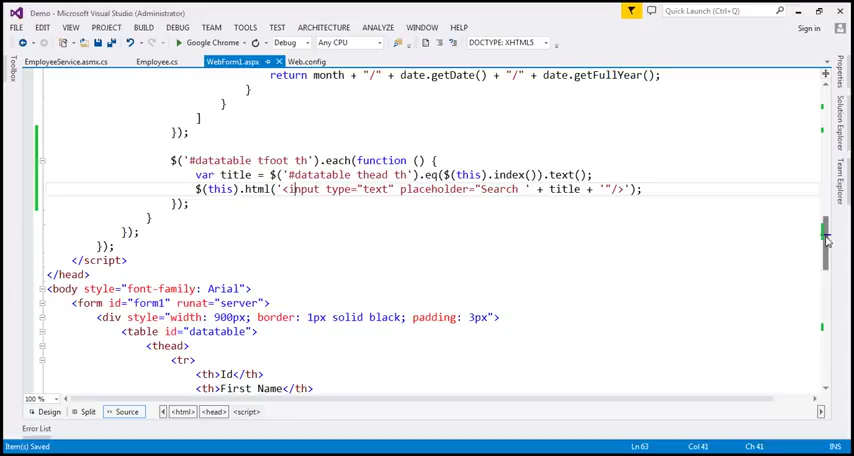 Demo - Microsoft Visual Studio (Administrator)
Quick Launch (Ctrl+Q)
FILE EDIT VIEW PROJECT BUILD DEBUG TEAM TOOLS TEST ARCHITECTURE ANALYZE WINDOW HELP
Sign in
Google Chrome Debug Any CPU DOCTYPE: XHTML5
EmployeeService.asmx.cs Employee.cs WebForm1.aspx Web.config
Toolbox
Properties
Solution Explorer
Team Explorer
return month + "/" + date.getDate() + "/" + date.getFullYear();
}
}
]
});
$('#datatable tfoot th').each(function () {
var title = $('#datatable thead th').eq($(this).index()).text();
$(this).html('<input type="text" placeholder="Search ' + title + '"/>');
});
}
});
});
</script>
</head>
<body style="font-family: Arial">
<form id="form1" runat="server">
<div style="width: 900px; border: 1px solid black; padding: 3px">
<table id="datatable">
<thead>
<tr>
<th>Id</th>
<th>First Name</th>
100 %
Design Split Source <html> <head> <script>
Error List
Item(s) Saved Ln 63 Col 41 Ch 41 INS